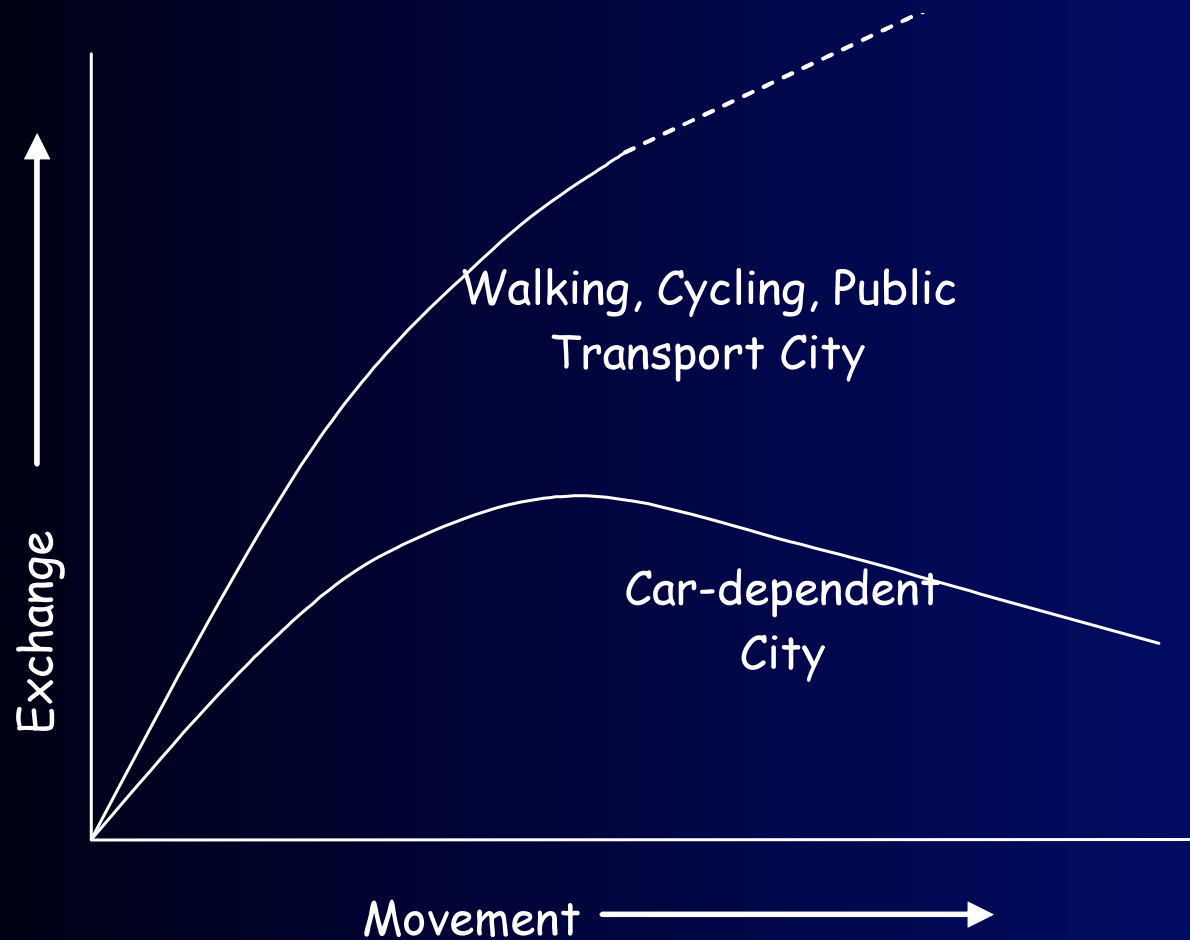 Walking, Cycling, Public
Transport City
Car-dependent
City
Exchange
Movement